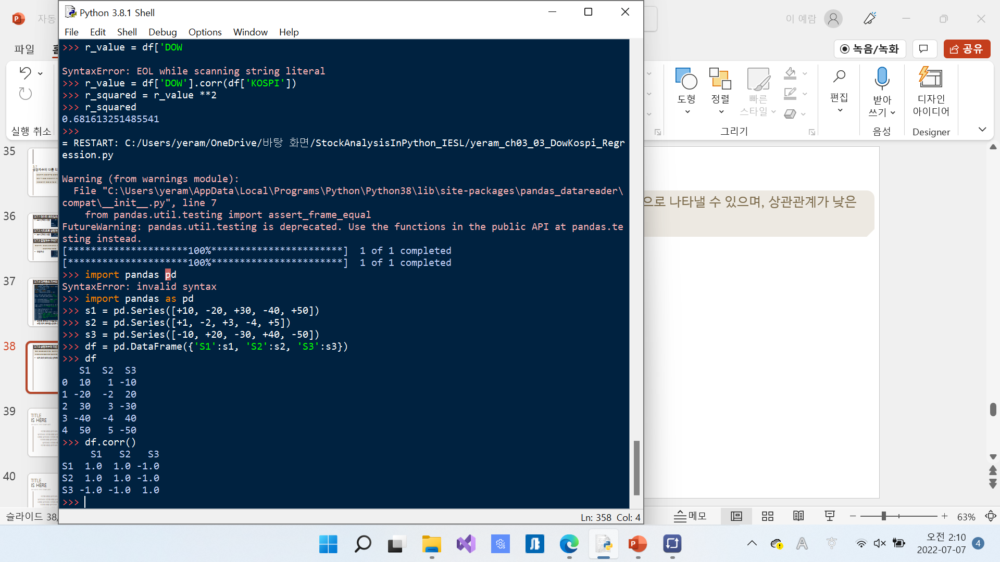 Python 3.8.1 Shell
File Edit Shell Debug Options Window Help
>>> r_value = df['DOW
SyntaxError: EOL while scanning string literal
>>> r_value = df['DOW'].corr(df['KOSPI'])
>>> r_squared = r_value **2
>>> r_squared
0.681613251485541
>>>
= RESTART: C:/Users/yeram/OneDrive/바탕 화면/StockAnalysisInPython_IESL/yeram_ch03_03_DowKospi_Regr
ession.py
Warning (from warnings module):
  File "C:\Users\yeram\AppData\Local\Programs\Python\Python38\lib\site-packages\pandas_datareader\
compat\__init__.py", line 7
    from pandas.util.testing import assert_frame_equal
FutureWarning: pandas.util.testing is deprecated. Use the functions in the public API at pandas.te
sting instead.
[*********************100%***********************]  1 of 1 completed
[*********************100%***********************]  1 of 1 completed
>>> import pandas pd
SyntaxError: invalid syntax
>>> import pandas as pd
>>> s1 = pd.Series([+10, -20, +30, -40, +50])
>>> s2 = pd.Series([+1, -2, +3, -4, +5])
>>> s3 = pd.Series([-10, +20, -30, +40, -50])
>>> df = pd.DataFrame({'S1':s1, 'S2':s2, 'S3':s3})
>>> df
   S1  S2  S3
0  10   1 -10
1 -20  -2  20
2  30   3 -30
3 -40  -4  40
4  50   5 -50
>>> df.corr()
     S1   S2   S3
S1  1.0  1.0 -1.0
S2  1.0  1.0 -1.0
S3 -1.0 -1.0  1.0
>>>
Ln: 358 Col: 4
자동
이 예람
파일
홈
녹음/녹화
공유
실행 취소
도형
정렬
빠른
스타일
편집
받아
쓰기
디자인
아이디어
그리기
음성
Designer
35
36
37
38
39
TITLE
IS HERE
40
TITLE
IS HERE
으로 나타낼 수 있으며, 상관관계가 낮은
슬라이드 38/
메모
63%
오전 2:10
2022-07-07
4